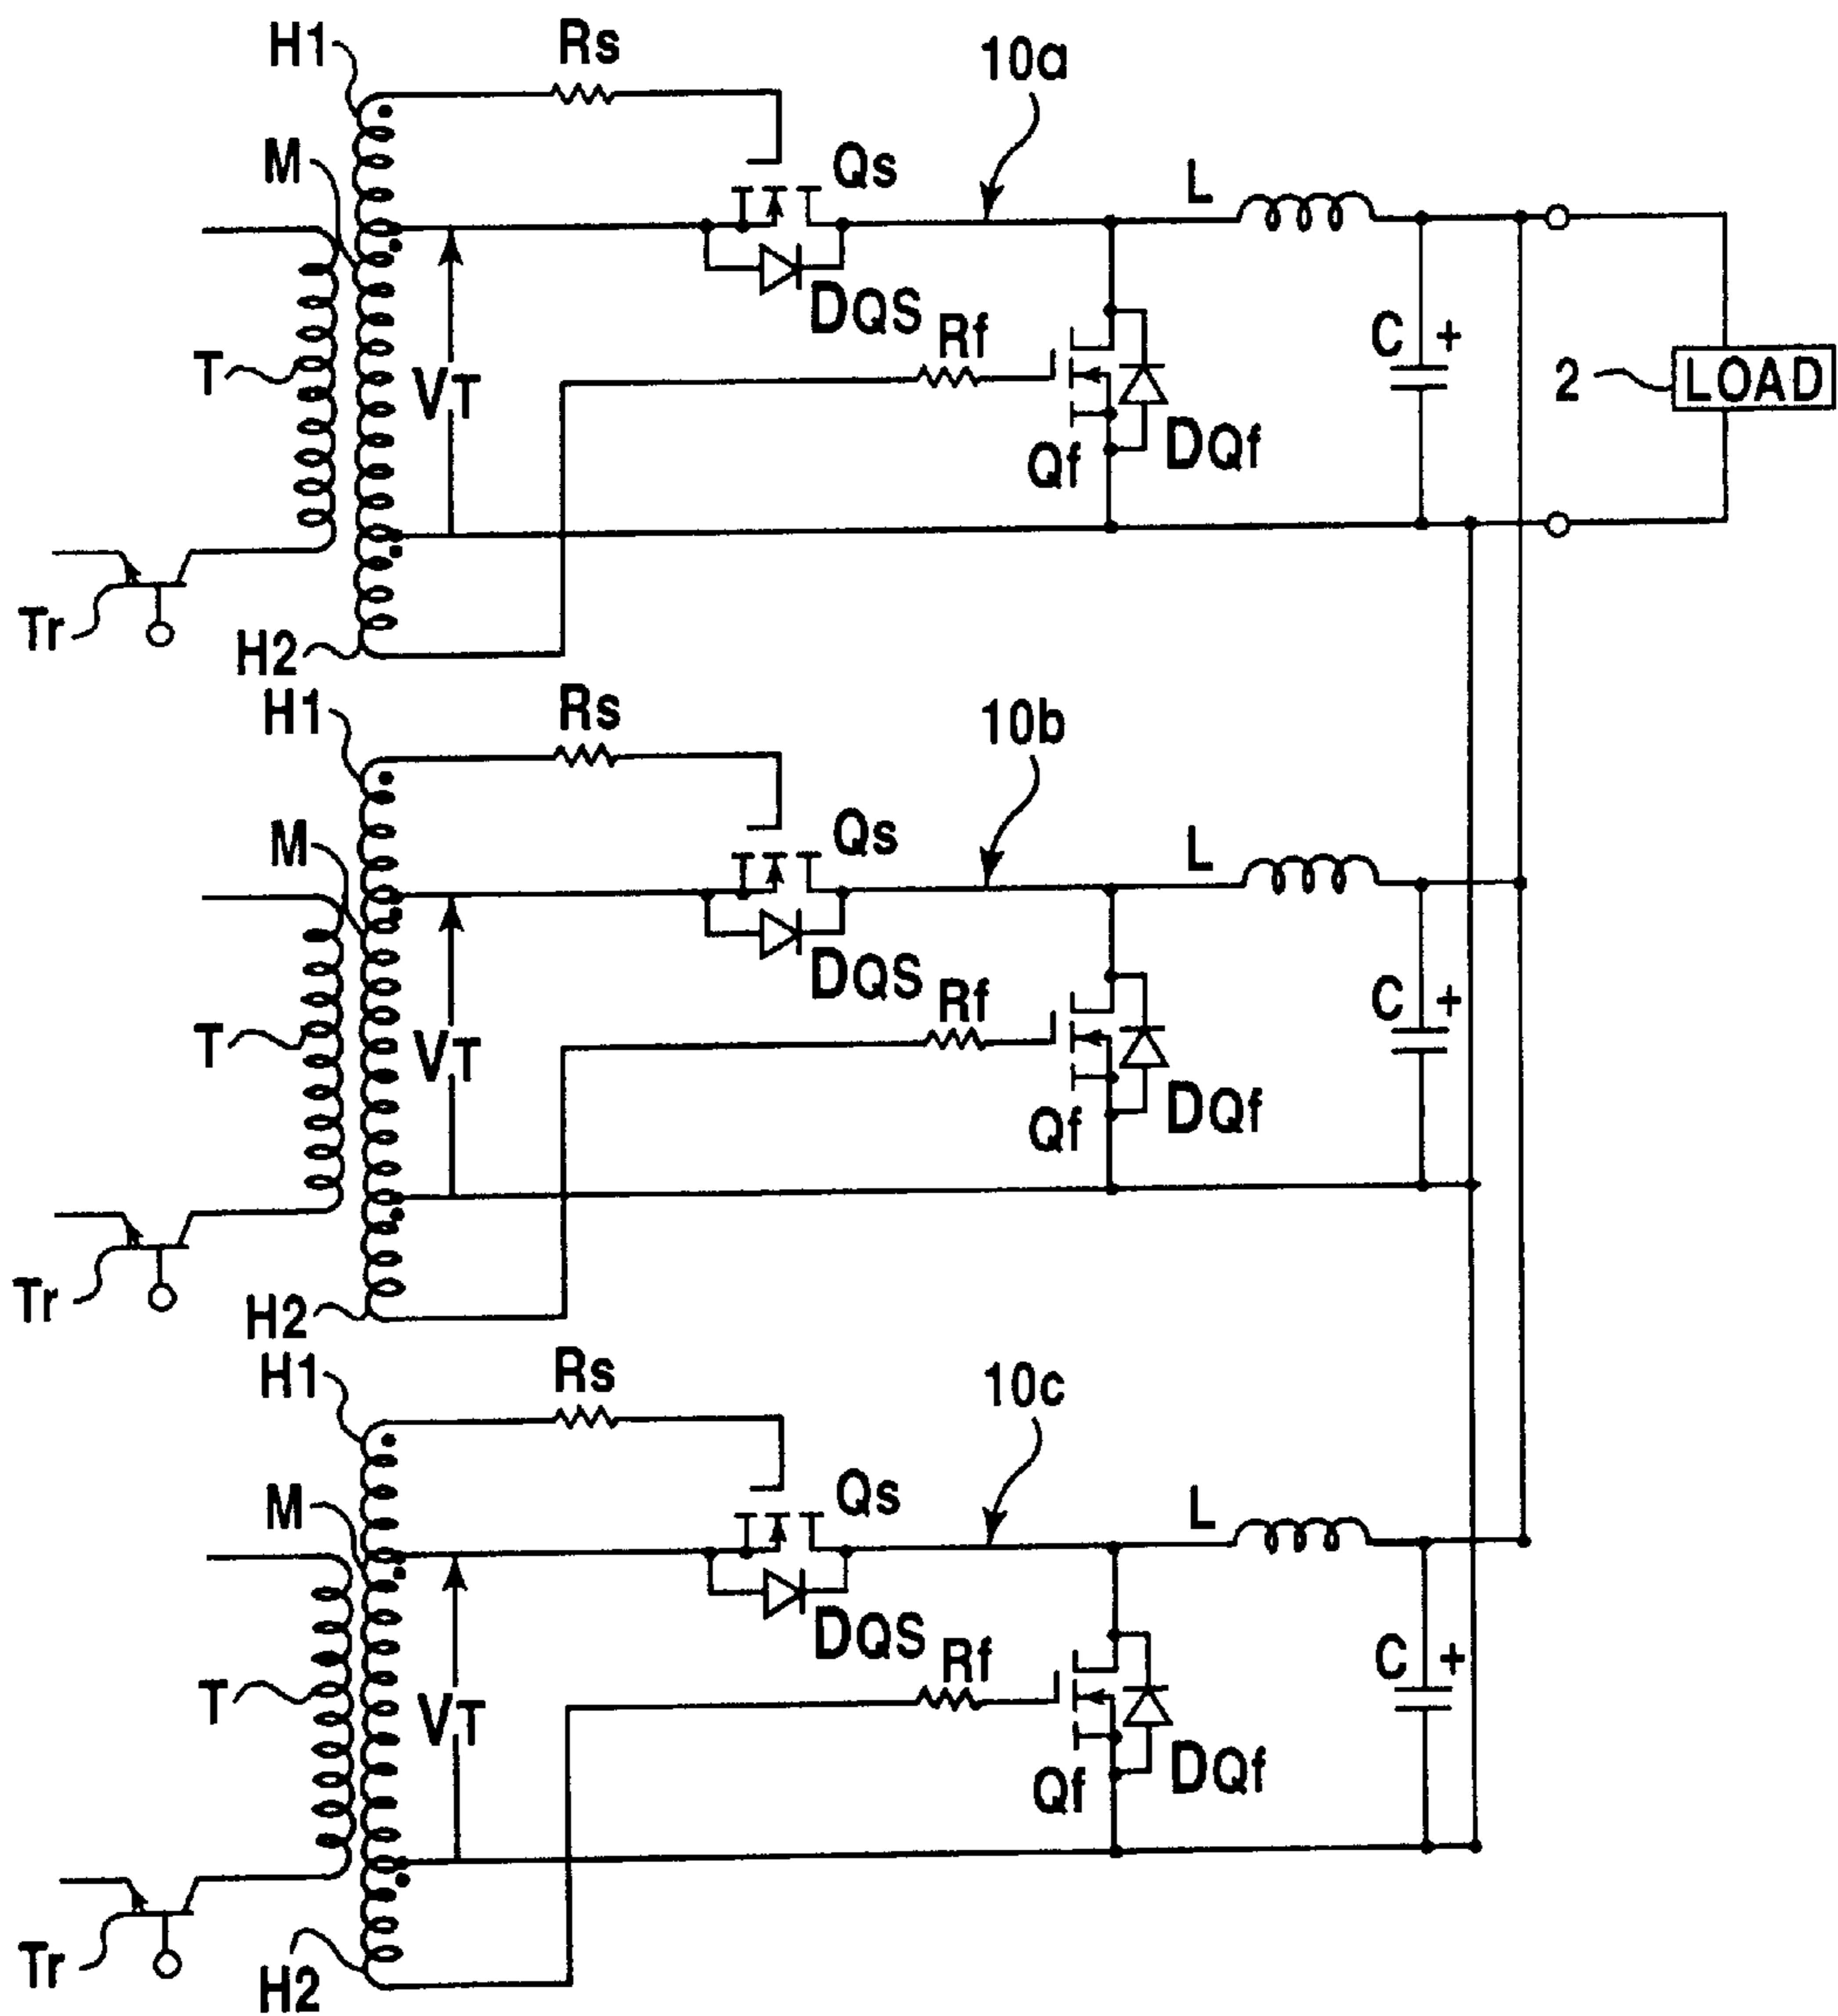 H1
Rs
10a
M
Qs
L
DQS
T
VT
Rf
C
+
2
LOAD
Qf
DQf
Tr
H2
H1
Rs
10b
M
Qs
L
DQS
T
VT
Rf
C
+
Qf
DQf
Tr
H2
H1
Rs
10c
M
Qs
L
DQS
T
VT
Rf
C
+
Qf
DQf
Tr
H2